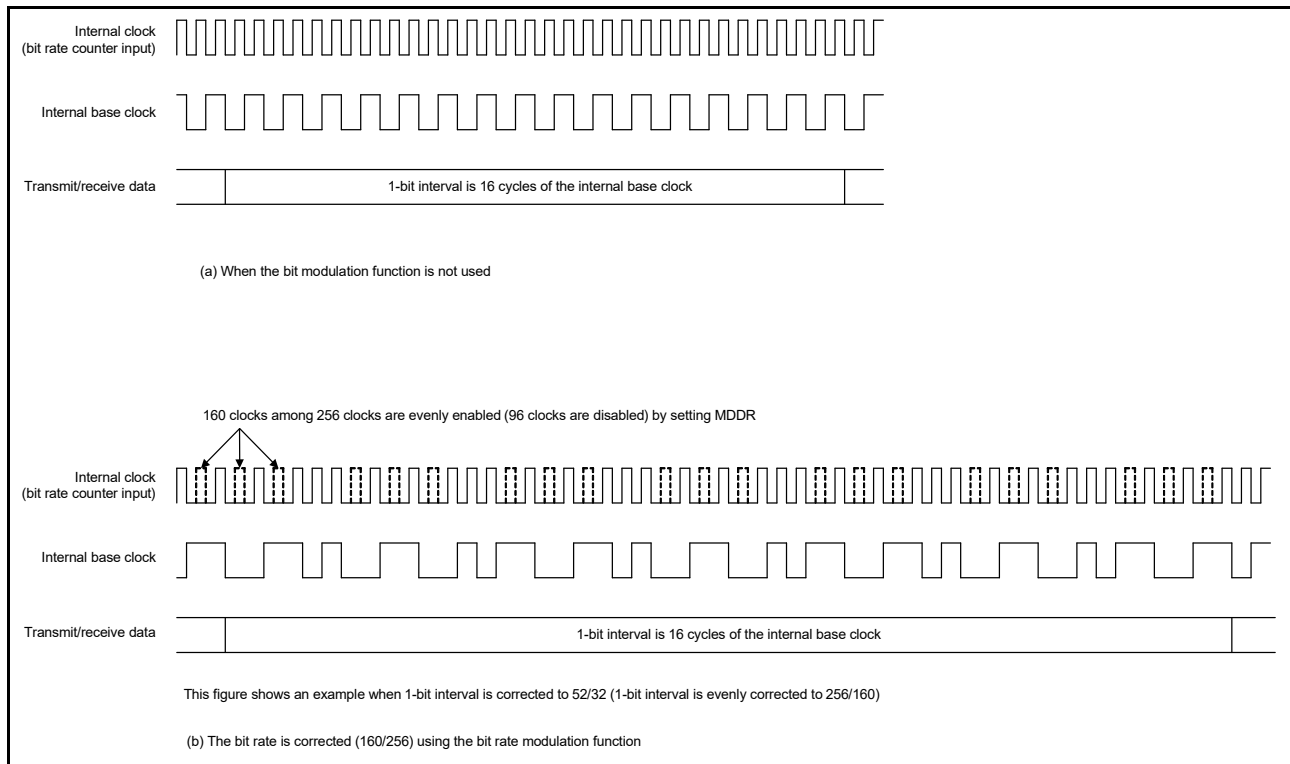 Internal clock
(bit rate counter input)
Internal base clock
Transmit/receive data
1-bit interval is 16 cycles of the internal base clock
(a) When the bit modulation function is not used
160 clocks among 256 clocks are evenly enabled (96 clocks are disabled) by setting MDDR
Internal clock
(bit rate counter input)
Internal base clock
Transmit/receive data
1-bit interval is 16 cycles of the internal base clock
This figure shows an example when 1-bit interval is corrected to 52/32 (1-bit interval is evenly corrected to 256/160)
(b) The bit rate is corrected (160/256) using the bit rate modulation function